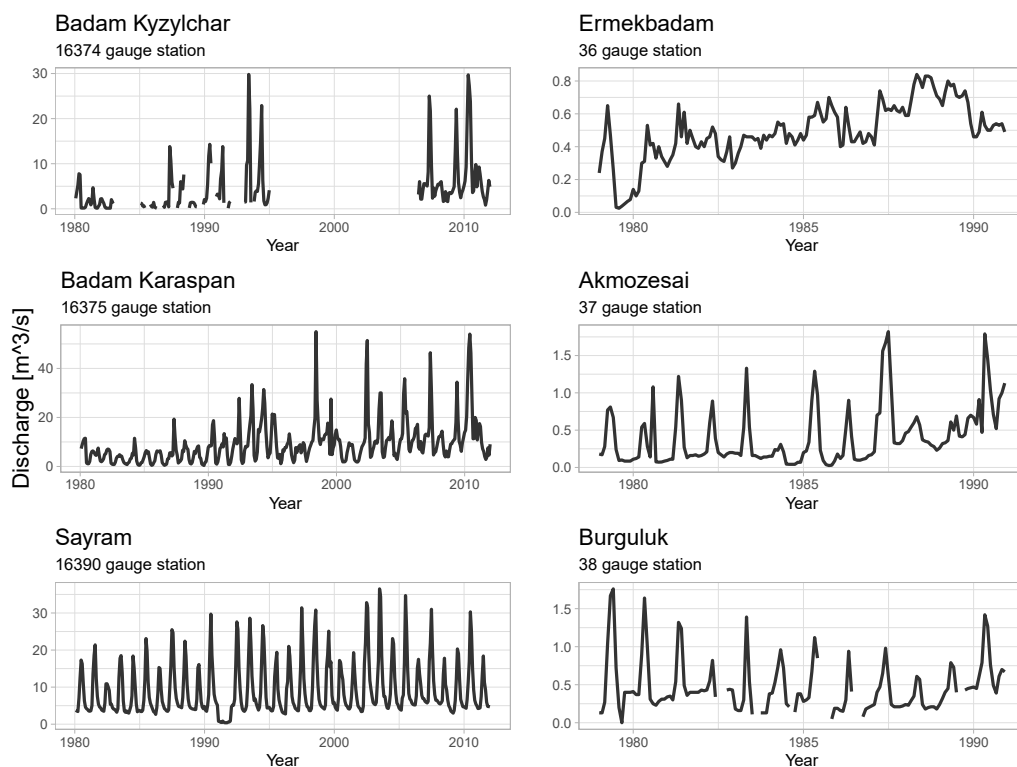 Badam Kyzylchar
16374 gauge station
30
20
10
0
1980
1990
2000
2010
Year
Ermekbadam
36 gauge station
0.8
0.6
0.4
0.2
0.0
1980
1985
1990
Year
Discharge [m^3/s]
Badam Karaspan
16375 gauge station
40
20
0
1980
1990
2000
2010
Year
Akmozesai
37 gauge station
1.5
1.0
0.5
0.0
1980
1985
1990
Year
Sayram
16390 gauge station
30
20
10
0
1980
1990
2000
2010
Year
Burguluk
38 gauge station
1.5
1.0
0.5
0.0
1980
1985
1990
Year